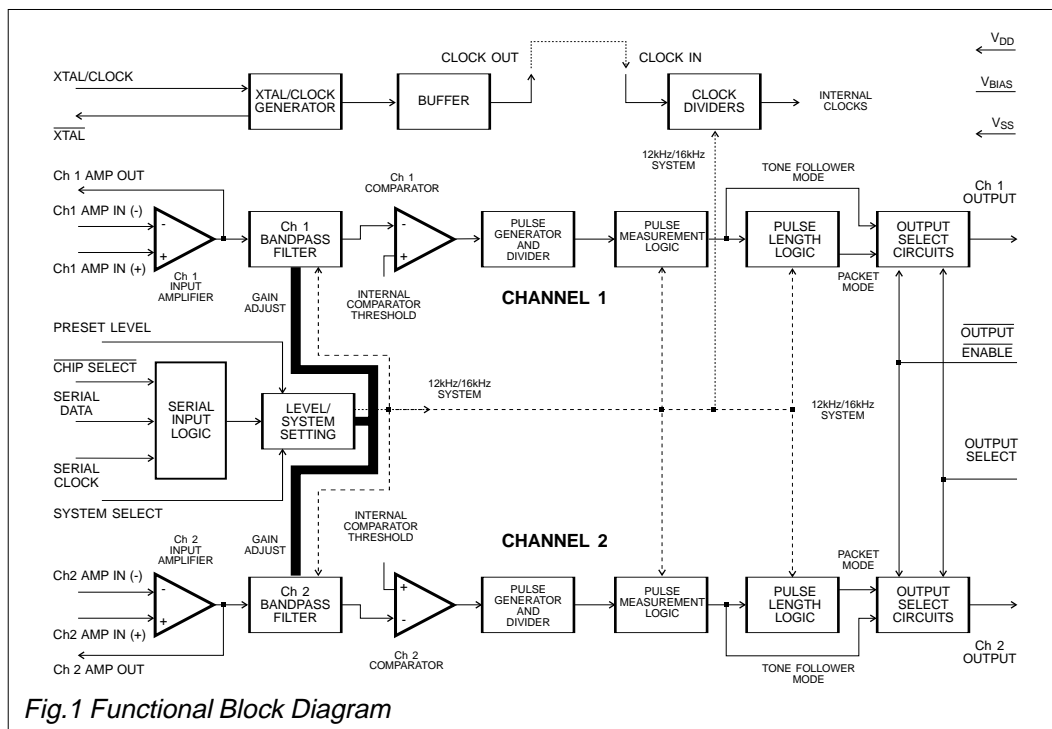 CLOCK OUT
CLOCK IN
VDD
XTAL/CLOCK
XTAL/CLOCK
GENERATOR
BUFFER
CLOCK
DIVIDERS
INTERNAL
CLOCKS
VBIAS
XTAL
VSS
12kHz/16kHz
SYSTEM
TONE FOLLOWER
MODE
Ch 1 AMP OUT
Ch 1
COMPARATOR
Ch 1
OUTPUT
Ch1 AMP IN (-)
-
Ch1 AMP IN (+)
+
Ch 1
INPUT
AMPLIFIER
Ch 1
BANDPASS
FILTER
-
+
PULSE
GENERATOR
AND
DIVIDER
PULSE
MEASUREMENT
LOGIC
PULSE
LENGTH
LOGIC
OUTPUT
SELECT
CIRCUITS
PACKET
MODE
GAIN
ADJUST
INTERNAL
COMPARATOR
THRESHOLD
CHANNEL 1
PRESET LEVEL
OUTPUT
ENABLE
CHIP SELECT
SERIAL
DATA
SERIAL
INPUT
LOGIC
LEVEL/
SYSTEM
SETTING
12kHz/16kHz
SYSTEM
12kHz/16kHz
SYSTEM
SERIAL
CLOCK
OUTPUT
SELECT
SYSTEM SELECT
INTERNAL
COMPARATOR
THRESHOLD
CHANNEL 2
Ch 2
INPUT
AMPLIFIER
GAIN
ADJUST
PACKET
MODE
Ch2 AMP IN (-)
-
Ch2 AMP IN (+)
+
Ch 2
BANDPASS
FILTER
+
-
PULSE
GENERATOR
AND
DIVIDER
PULSE
MEASUREMENT
LOGIC
PULSE
LENGTH
LOGIC
OUTPUT
SELECT
CIRCUITS
Ch 2 AMP OUT
Ch 2
COMPARATOR
TONE FOLLOWER
MODE
Ch 2
OUTPUT
Fig.1 Functional Block Diagram